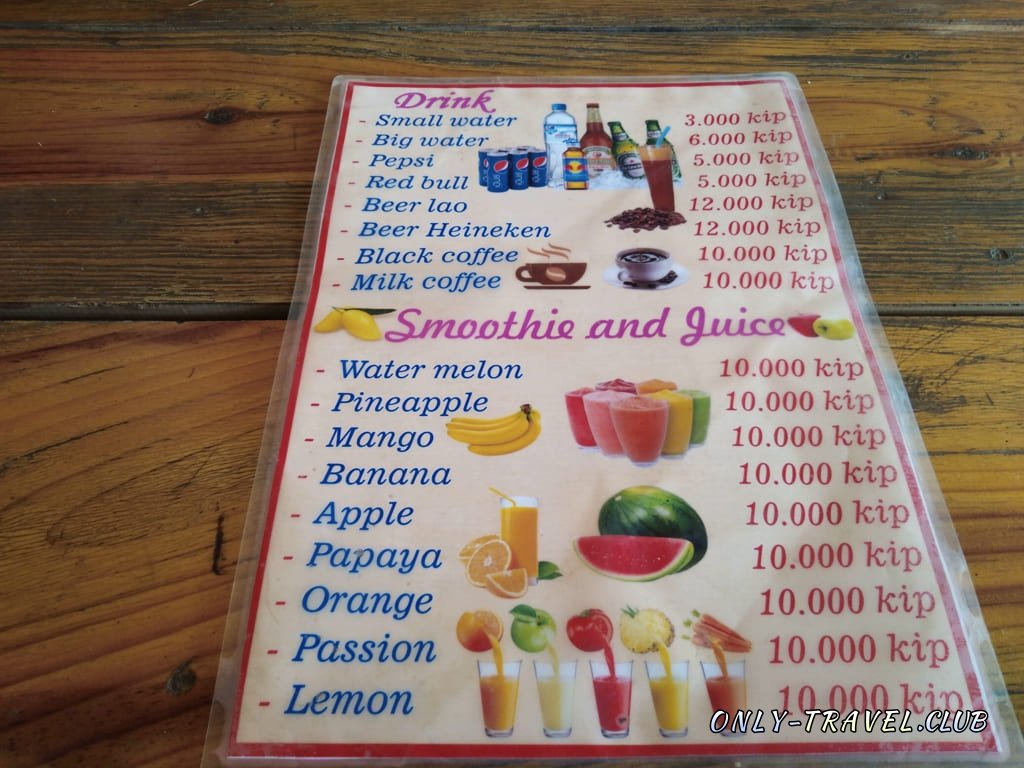 Drink
- Small water 3.000 kip
- Big water 6.000 kip
- Pepsi 5.000 kip
- Red bull 5.000 kip
- Beer lao 12.000 kip
- Beer Heineken 12.000 kip
- Black coffee 10.000 kip
- Milk coffee 10.000 kip
Smoothie and Juice
- Water melon 10.000 kip
- Pineapple 10.000 kip
- Mango 10.000 kip
- Banana 10.000 kip
- Apple 10.000 kip
- Papaya 10.000 kip
- Orange 10.000 kip
- Passion 10.000 kip
- Lemon 10.000 kip
ONLY-TRAVEL.CLUB